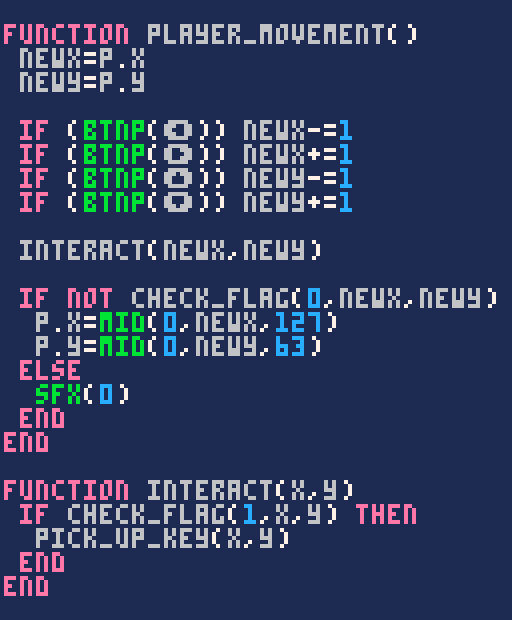 FUNCTION PLAYER_MOVEMENT()
NEWX=P.X
NEWY=P.Y
IF (BTNP(⬅️)) NEWX-=1
IF (BTNP(➡️)) NEWX+=1
IF (BTNP(⬆️)) NEWY-=1
IF (BTNP(⬇️)) NEWY+=1
INTERACT(NEWX,NEWY)
IF NOT CHECK_FLAG(0,NEWX,NEWY)
P.X=MID(0,NEWX,127)
P.Y=MID(0,NEWY,63)
ELSE
SFX(0)
END
END
FUNCTION INTERACT(X,Y)
IF CHECK_FLAG(1,X,Y) THEN
PICK_UP_KEY(X,Y)
END
END